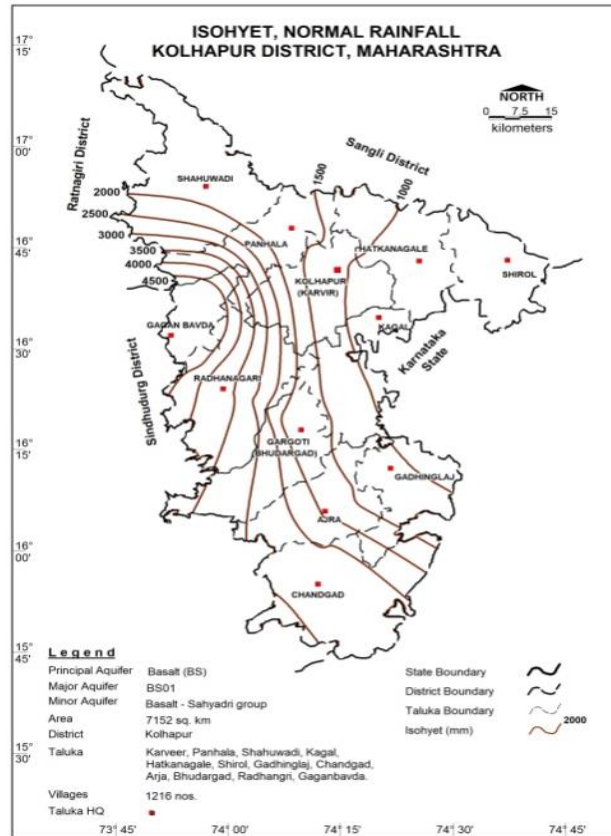 ISOHYET, NORMAL RAINFALL
KOLHAPUR DISTRICT, MAHARASHTRA
17°
15'
NORTH
0 7.5 15
kilometers
17°
00'
Ratnagiri District
Sangli District
SHAHUWADI
1500
1000
2000
2500
3000
3500
4000
4500
16°
45'
PANHALA
HATKANAGALE
SHIROL
KOLHAPUR
(KARVIR)
KAGAL
GAGAN BAVDA
Karnataka
State
16°
30'
Sindhudurg District
RADHANAGARI
16°
15'
GARGOTI
(BHUDARGAD)
GADHINGLAJ
AJRA
16°
00'
CHANDGAD
15°
45'
Legend
Principal Aquifer Basalt (BS)
Major Aquifer BS01
Minor Aquifer Basalt - Sahyadri group
Area 7152 sq. km
District Kolhapur
Taluka Karveer, Panhala, Shahuwadi, Kagal,
Hatkanagale, Shirol, Gadhinglaj, Chandgad,
Arja, Bhudargad, Radhangri, Gaganbavda.
Villages 1216 nos.
Taluka HQ
State Boundary
District Boundary
Taluka Boundary
Isohyet (mm) 2000
15°
30'
73° 45' 74° 00' 74° 15' 74° 30' 74° 45'